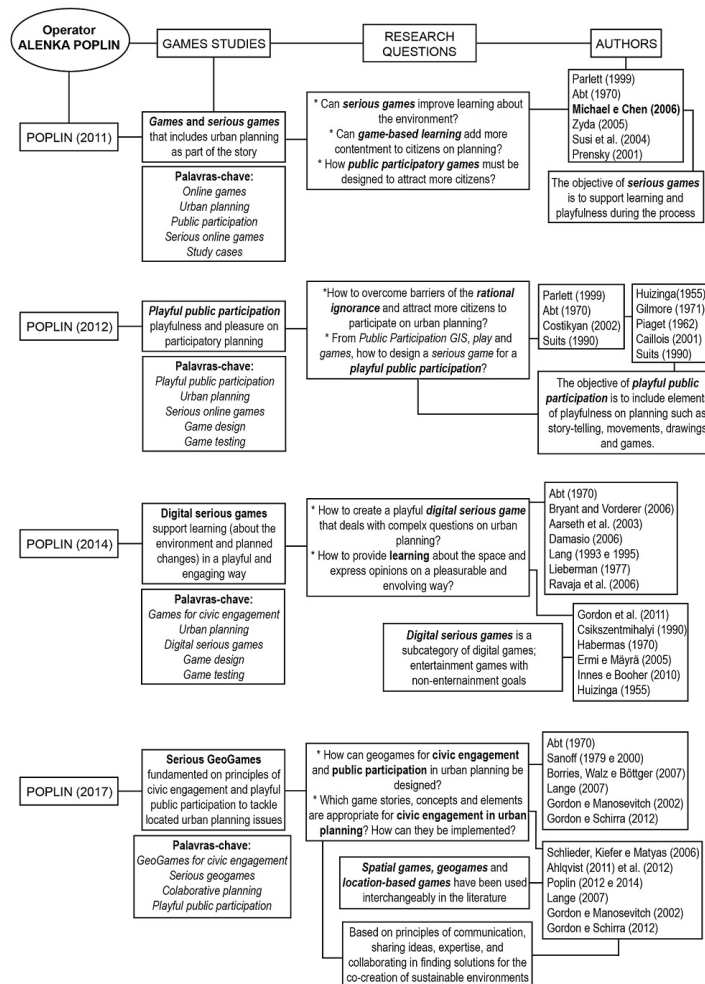 Operator
ALENKA POPLIN
GAMES STUDIES
RESEARCH
QUESTIONS
AUTHORS
POPLIN (2011)
Games and serious games
that includes urban planning
as part of the story
Palavras-chave:
Online games
Urban planning
Public participation
Serious online games
Study cases
* Can serious games improve learning about
the environment?
* Can game-based learning add more
contentment to citizens on planning?
* How public participatory games must be
designed to attract more citizens?
Parlett (1999)
Abt (1970)
Michael e Chen (2006)
Zyda (2005)
Susi et al. (2004)
Prensky (2001)
The objective of serious games
is to support learning and
playfulness during the process
POPLIN (2012)
Playful public participation
playfulness and pleasure on
participatory planning
Palavras-chave:
Playful public participation
Urban planning
Serious online games
Game design
Game testing
*How to overcome barriers of the rational
ignorance and attract more citizens to
participate on urban planning?
* From Public Participation GIS, play and
games, how to design a serious game for a
playful public participation?
Parlett (1999)
Abt (1970)
Costikyan (2002)
Suits (1990)
Huizinga(1955)
Gilmore (1971)
Piaget (1962)
Caillois (2001)
Suits (1990)
The objective of playful public
participation is to include elements
of playfulness on planning such as
story-telling, movements, drawings
and games.
POPLIN (2014)
Digital serious games
support learning (about the
environment and planned
changes) in a playful and
engaging way
Palavras-chave:
Games for civic engagement
Urban planning
Digital serious games
Game design
Game testing
* How to create a playful digital serious game
that deals with compelx questions on urban
planning?
* How to provide learning about the space and
express opinions on a pleasurable and
envolving way?
Abt (1970)
Bryant and Vorderer (2006)
Aarseth et al. (2003)
Damasio (2006)
Lang (1993 e 1995)
Lieberman (1977)
Ravaja et al. (2006)
Digital serious games is a
subcategory of digital games;
entertainment games with
non-enternainment goals
Gordon et al. (2011)
Csikszentmihalyi (1990)
Habermas (1970)
Ermi e Mäyrä (2005)
Innes e Booher (2010)
Huizinga (1955)
POPLIN (2017)
Serious GeoGames
fundamented on principles of
civic engagement and playful
public participation to tackle
located urban planning issues
Palavras-chave:
GeoGames for civic engagement
Serious geogames
Colaborative planning
Playful public participation
* How can geogames for civic engagement
and public participation in urban planning be
designed?
* Which game stories, concepts and elements
are appropriate for civic engagement in urban
planning? How can they be implemented?
Abt (1970)
Sanoff (1979 e 2000)
Borries, Walz e Böttger (2007)
Lange (2007)
Gordon e Manosevitch (2002)
Gordon e Schirra (2012)
Spatial games, geogames and
location-based games have been used
interchangeably in the literature
Schlieder, Kiefer e Matyas (2006)
Ahlqvist (2011) et al. (2012)
Poplin (2012 e 2014)
Lange (2007)
Gordon e Manosevitch (2002)
Gordon e Schirra (2012)
Based on principles of communication,
sharing ideas, expertise, and
collaborating in finding solutions for the
co-creation of sustainable environments